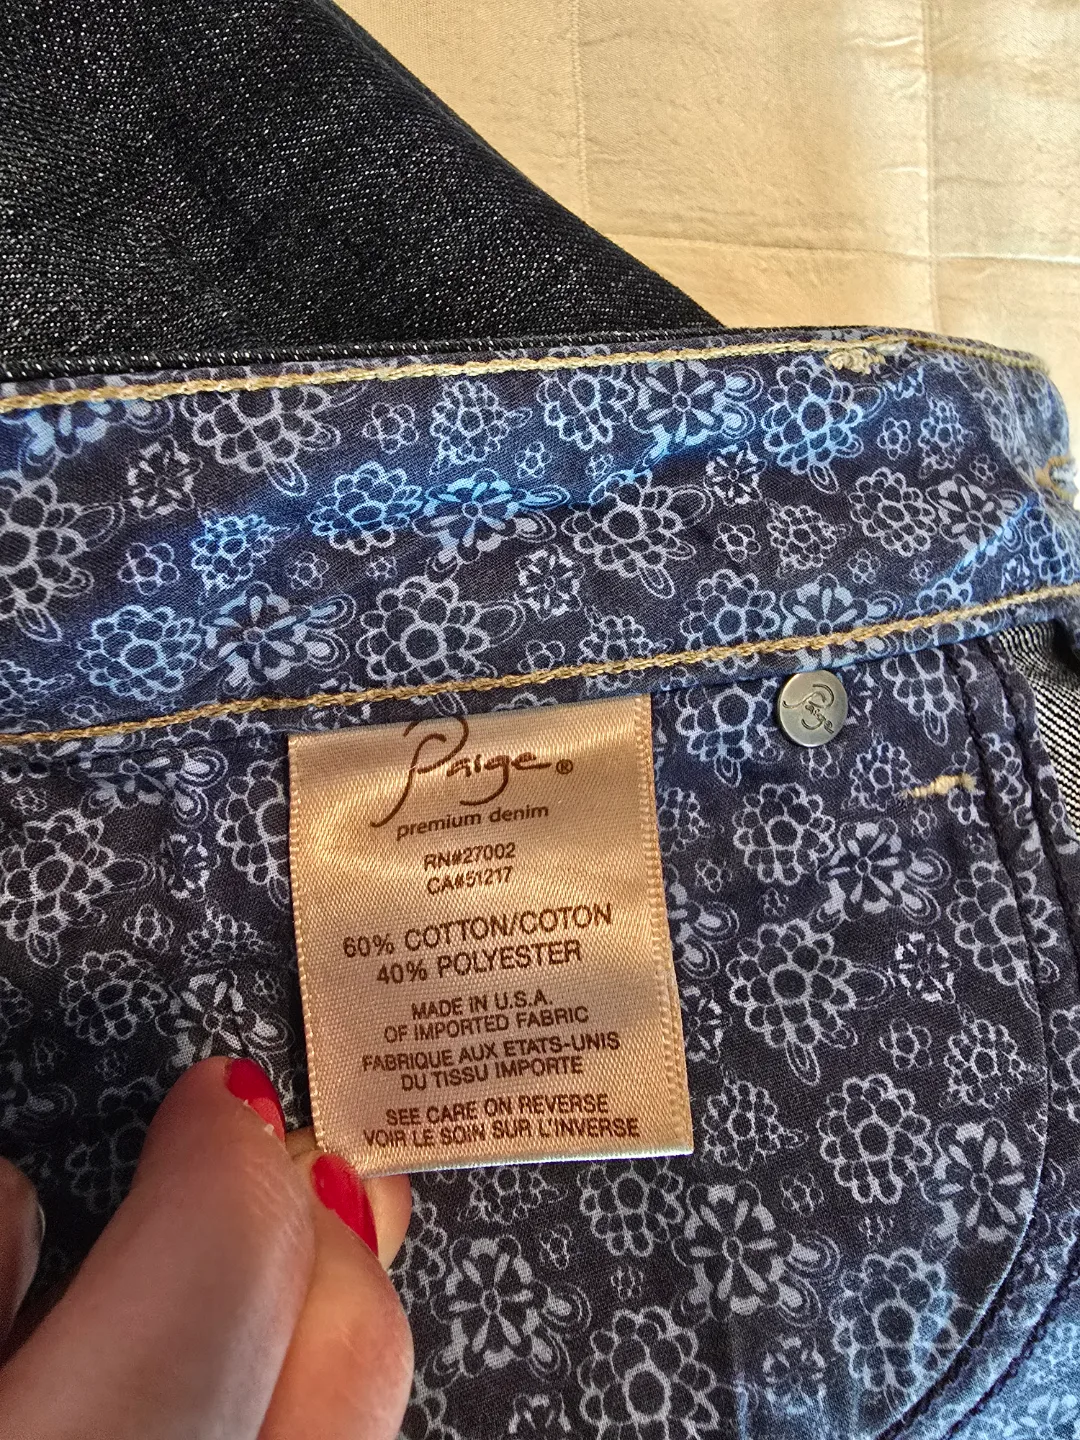 Paige®
premium denim
RN#27002
CA#51217
60% COTTON/COTON
40% POLYESTER
MADE IN U.S.A.
OF IMPORTED FABRIC
FABRIQUE AUX ETATS-UNIS
DU TISSU IMPORTE
SEE CARE ON REVERSE
VOIR LE SOIN SUR L'INVERSE
Paige